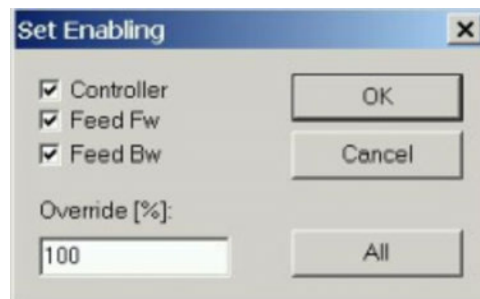 Set Enabling
Controller
Feed Fw
Feed Bw
OK
Cancel
Override [%]:
100
All